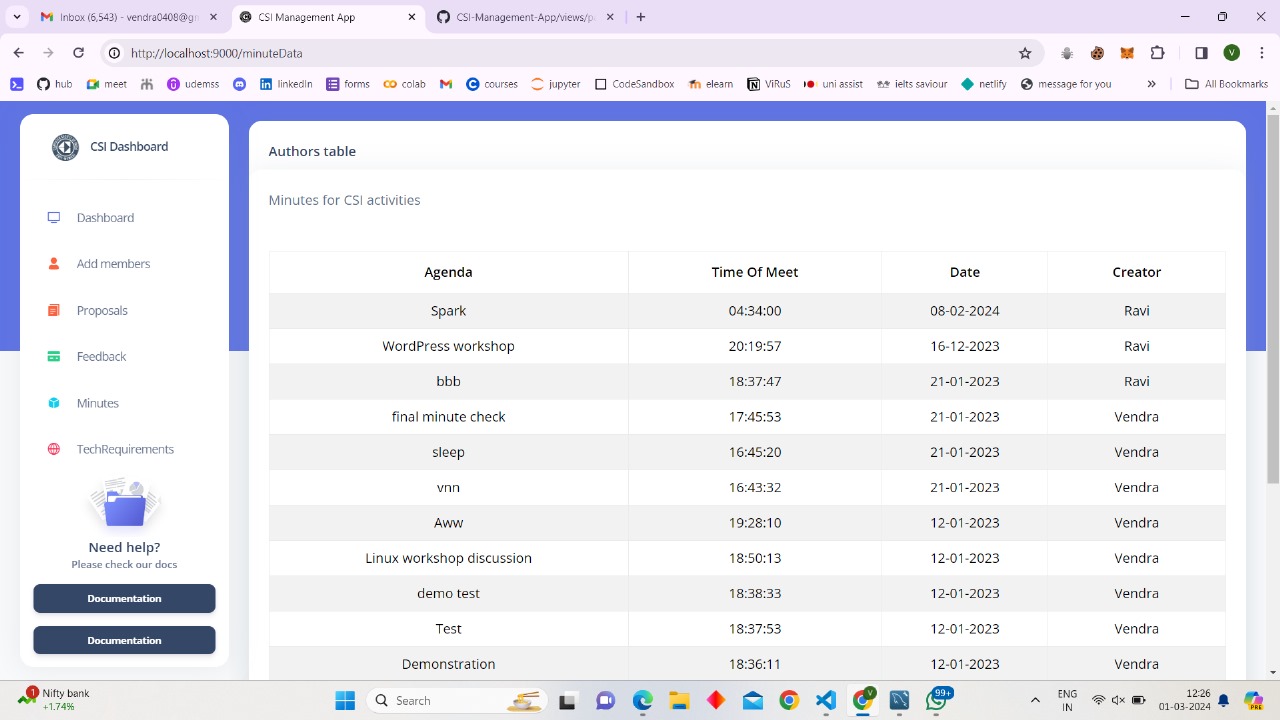 Inbox (6,543) - vendra0408@g
CSI Management App
CSI-Management-App/views/p
http://localhost:9000/minuteData
V
hub
meet
udemss
linkedIn
forms
colab
courses
jupyter
CodeSandbox
elearn
ViRus
uni assist
ielts saviour
netlify
message for you
All Bookmarks
CSI Dashboard
Dashboard
Add members
Proposals
Feedback
Minutes
TechRequirements
Need help?
Please check our docs
Documentation
Documentation
Authors table
Minutes for CSI activities
Agenda Time Of Meet Date Creator
Spark 04:34:00 08-02-2024 Ravi
WordPress workshop 20:19:57 16-12-2023 Ravi
bbb 18:37:47 21-01-2023 Ravi
final minute check 17:45:53 21-01-2023 Vendra
sleep 16:45:20 21-01-2023 Vendra
vnn 16:43:32 21-01-2023 Vendra
Aww 19:28:10 12-01-2023 Vendra
Linux workshop discussion 18:50:13 12-01-2023 Vendra
demo test 18:38:33 12-01-2023 Vendra
Test 18:37:53 12-01-2023 Vendra
Demonstration 18:36:11 12-01-2023 Vendra
1
Nifty bank
+1.74%
Search
V
99+
ENG
IN
12:26
01-03-2024
PRE